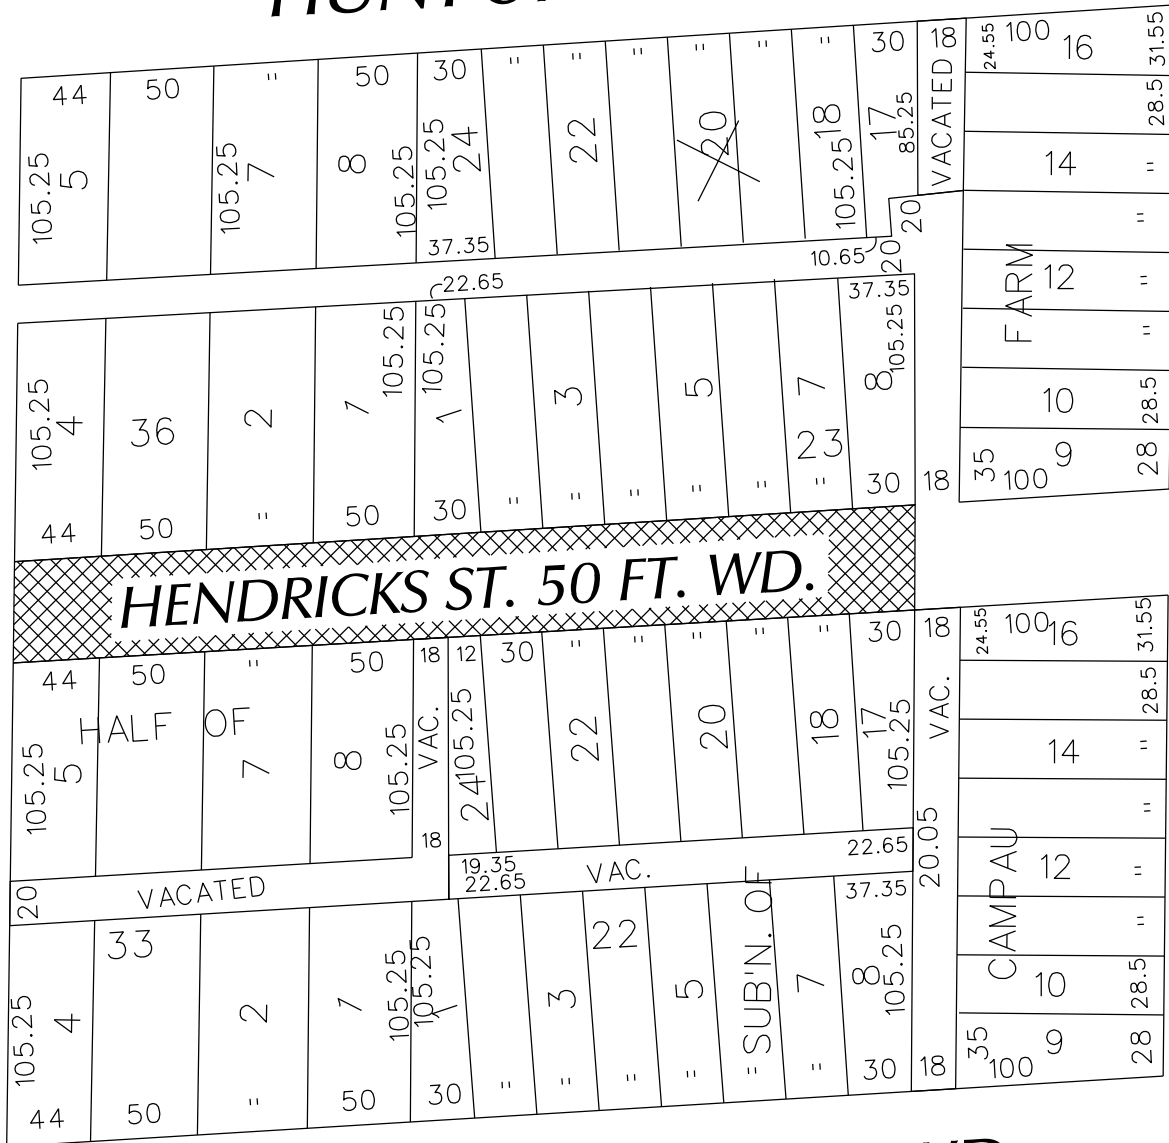 44 50 " 50 30 " " " " " " 30 18 24.55 100 16 31.55
105.25 5 105.25 7 8 105.25 105.25 24 22 20 18 105.25 17 85.25 VACATED 28.5
14 "
37.35 10.65 20 20 "
22.65 37.35 12 "
FARM
105.25 4 36 2 1 105.25 105.25 1 3 5 7 23 8 105.25 "
10 28.5
44 50 " 50 30 " " " " " " 30 18 35 100 9 28
HENDRICKS ST. 50 FT. WD.
44 50 " 50 18 12 30 " " " " " 30 18 24.55 100 16 31.55
HALF OF
105.25 5 7 8 105.25 VAC. 18 24 105.25 22 20 18 17 105.25 VAC. 28.5
14 "
"
20 VACATED 19.35 22.65 VAC. 22.65 20.05 12 "
37.35
CAMPAU
SUB'N. OF
33 22 "
105.25 4 2 1 105.25 105.25 1 3 5 7 8 105.25 10 28.5
44 50 " 50 30 " " " " " " 30 18 35 100 9 28